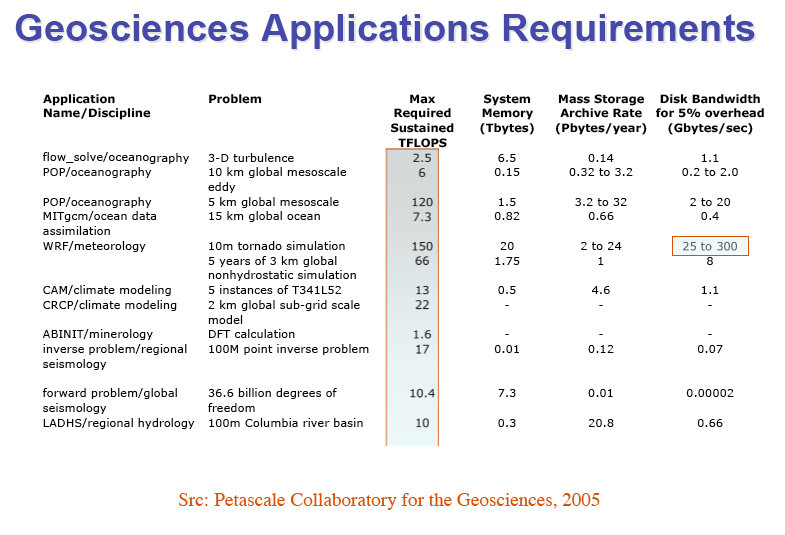 Geosciences Applications Requirements
Application Name/Discipline Problem Max Required Sustained TFLOPS System Memory (Tbytes) Mass Storage Archive Rate (Pbytes/year) Disk Bandwidth for 5% overhead (Gbytes/sec)
flow_solve/oceanography 3-D turbulence 2.5 6.5 0.14 1.1
POP/oceanography 10 km global mesoscale eddy 6 0.15 0.32 to 3.2 0.2 to 2.0
POP/oceanography 5 km global mesoscale 120 1.5 3.2 to 32 2 to 20
MITgcm/ocean data assimilation 15 km global ocean 7.3 0.82 0.66 0.4
WRF/meteorology 10m tornado simulation 150 20 2 to 24 25 to 300
5 years of 3 km global nonhydrostatic simulation 66 1.75 1 8
CAM/climate modeling 5 instances of T341L52 13 0.5 4.6 1.1
CRCP/climate modeling 2 km global sub-grid scale model 22 - - -
ABINIT/minerology DFT calculation 1.6 - - -
inverse problem/regional seismology 100M point inverse problem 17 0.01 0.12 0.07
forward problem/global seismology 36.6 billion degrees of freedom 10.4 7.3 0.01 0.00002
LADHS/regional hydrology 100m Columbia river basin 10 0.3 20.8 0.66
Src: Petascale Collaboratory for the Geosciences, 2005